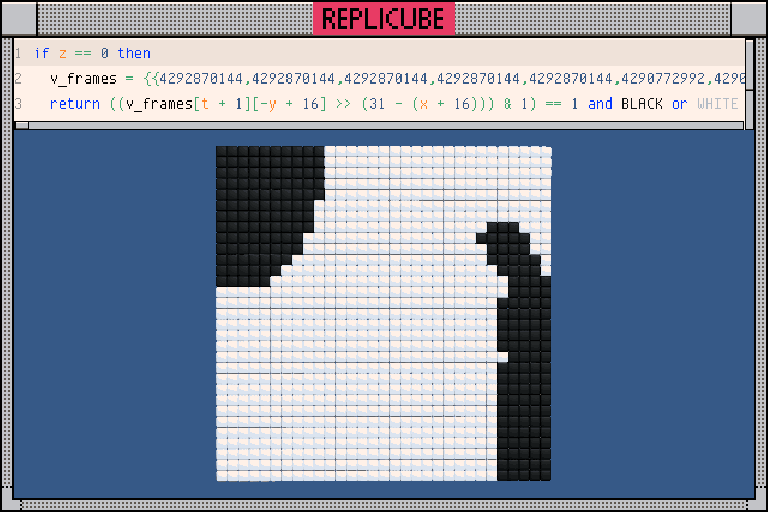 REPLICUBE
1 if z == 0 then
2 v_frames = {{4292870144,4292870144,4292870144,4292870144,4292870144,4290772992,4290
3 return ((v_frames[t + 1][-y + 16] >> (31 - (x + 16))) & 1) == 1 and BLACK or WHITE